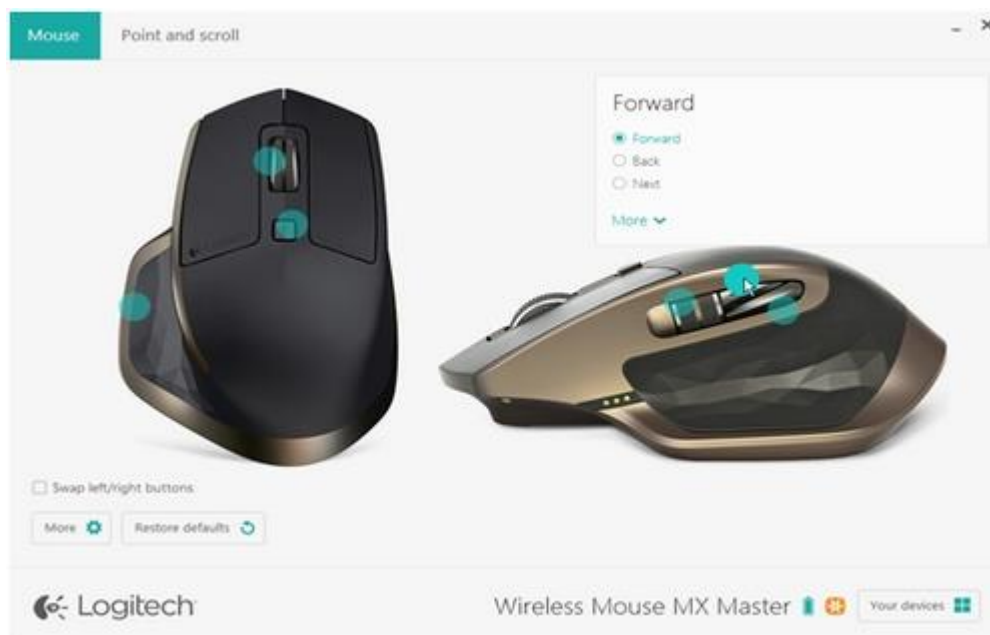 Mouse
Point and scroll
Forward
Forward
Back
Next
More
Swap left/right buttons
More
Restore defaults
Logitech
Wireless Mouse MX Master
Your devices